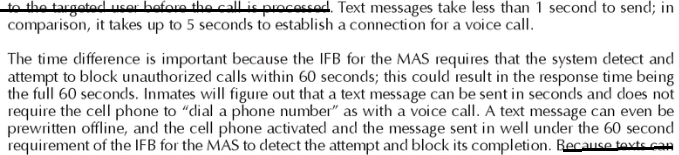 to the targeted user before the call is processed. Text messages take less than 1 second to send; in
comparison, it takes up to 5 seconds to establish a connection for a voice call.
The time difference is important because the IFB for the MAS requires that the system detect and
attempt to block unauthorized calls within 60 seconds; this could result in the response time being
the full 60 seconds. Inmates will figure out that a text message can be sent in seconds and does not
require the cell phone to “dial a phone number” as with a voice call. A text message can even be
prewritten offline, and the cell phone activated and the message sent in well under the 60 second
requirement of the IFB for the MAS to detect the attempt and block its completion. Because texts can